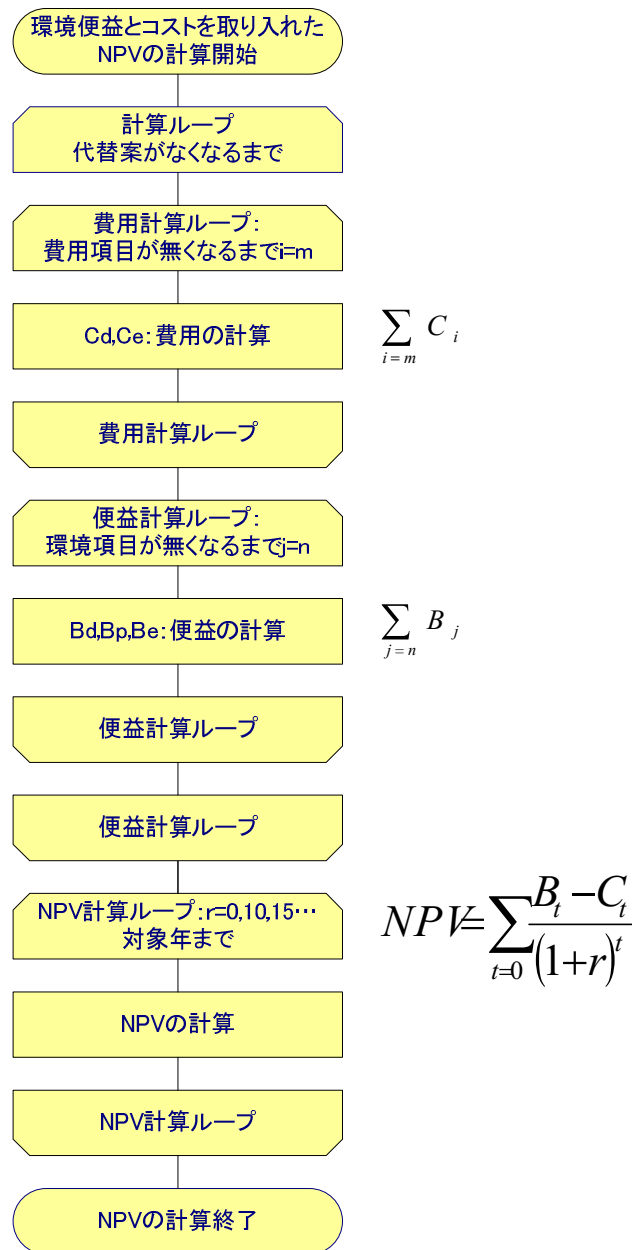 環境便益とコストを取り入れた
NPVの計算開始
計算ループ
代替案がなくなるまで
費用計算ループ:
費用項目が無くなるまでi=m
Cd,Ce:費用の計算
∑ C i
i = m
費用計算ループ
便益計算ループ:
環境項目が無くなるまでj=n
Bd,Bp,Be:便益の計算
∑ B j
j = n
便益計算ループ
便益計算ループ
NPV計算ループ:r=0,10,15…
対象年まで
NPV=∑(B_t−C_t)/(1+r)^t
t=0
NPVの計算
NPV計算ループ
NPVの計算終了